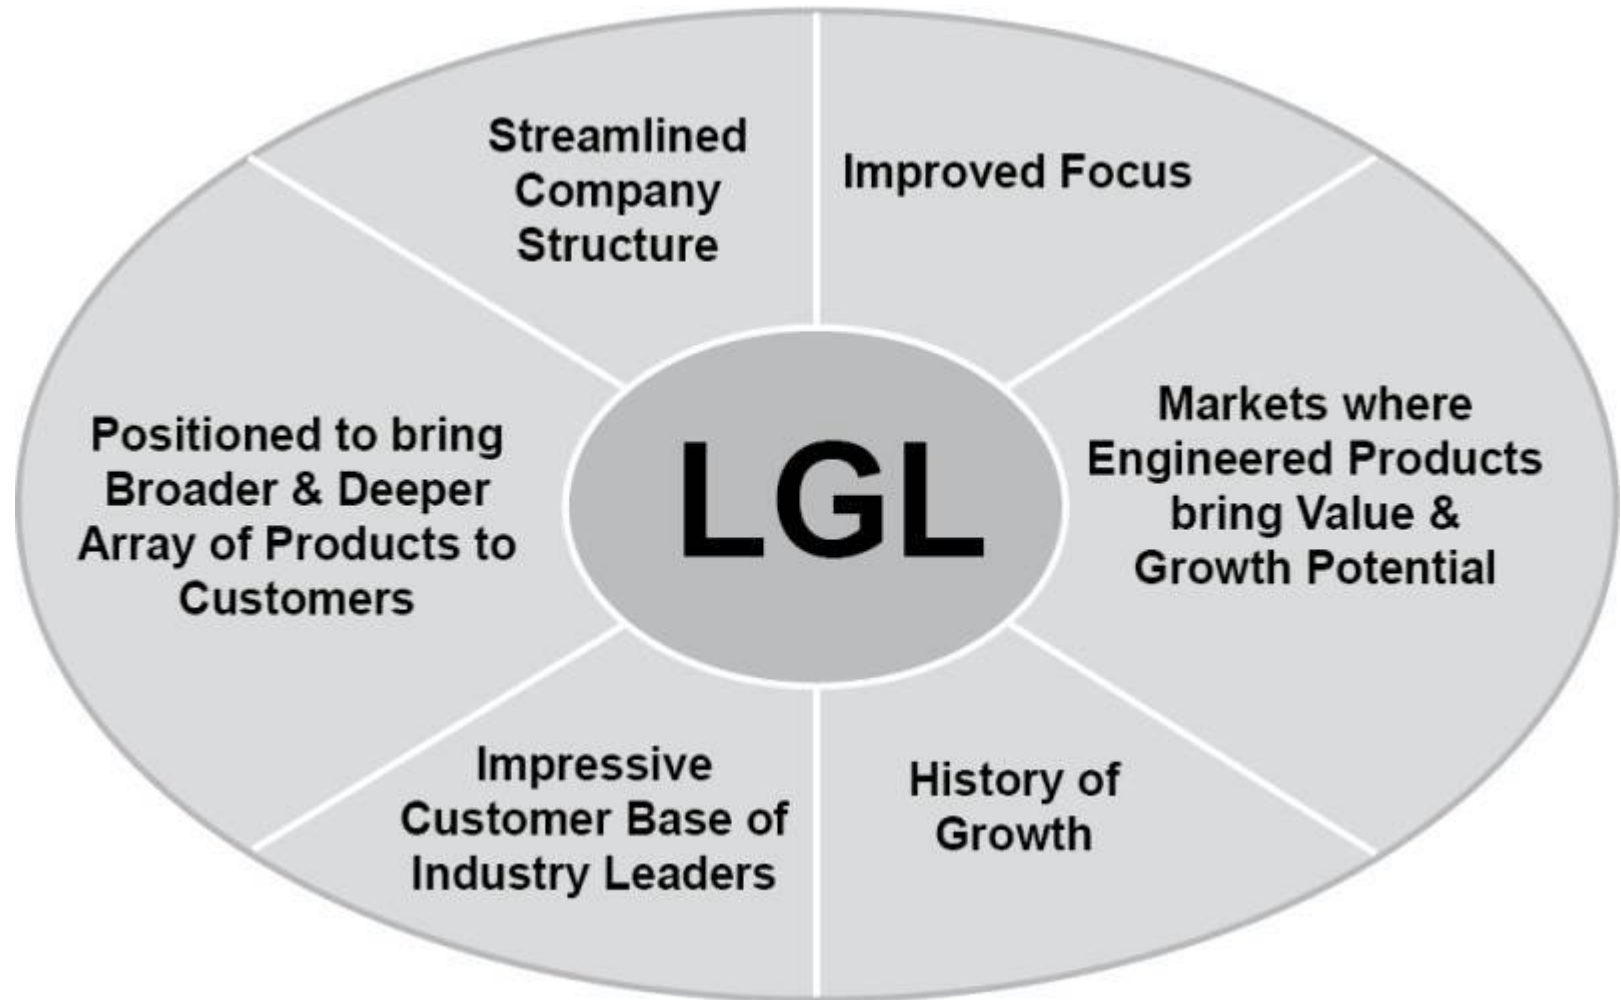 Streamlined
Company
Structure
Improved Focus
Markets where
Engineered Products
bring Value &
Growth Potential
History of
Growth
Impressive
Customer Base of
Industry Leaders
Positioned to bring
Broader & Deeper
Array of Products to
Customers
LGL